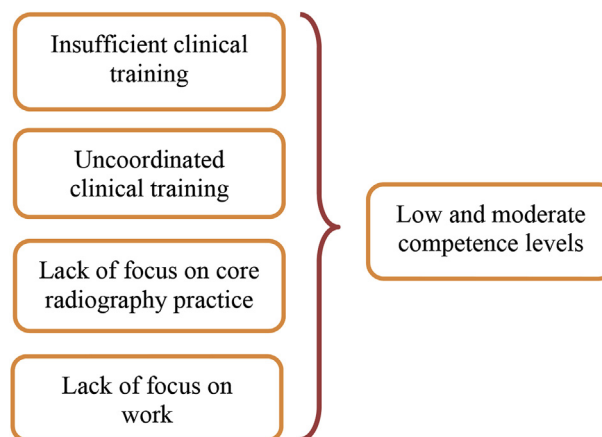 Insufficient clinical
training
Uncoordinated
clinical training
Lack of focus on core
radiography practice
Lack of focus on
work
Low and moderate
competence levels